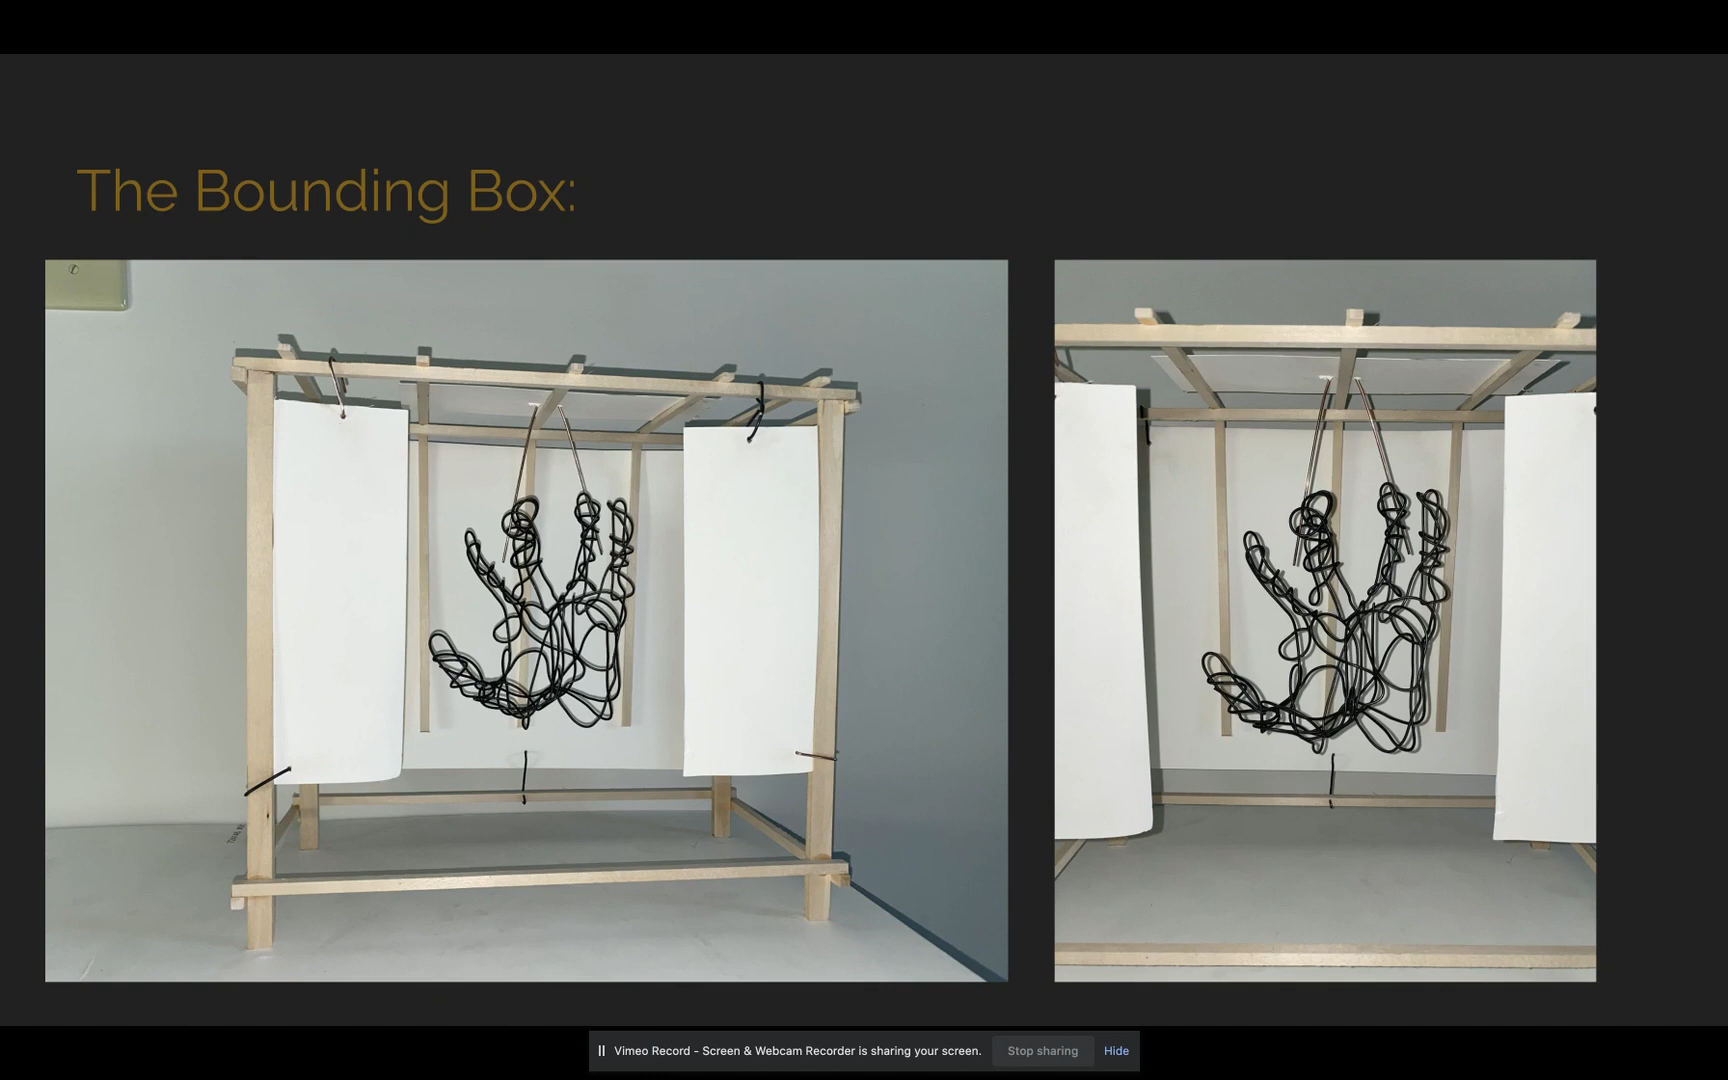 The Bounding Box:
Vimeo Record - Screen & Webcam Recorder is sharing your screen.
Stop sharing
Hide